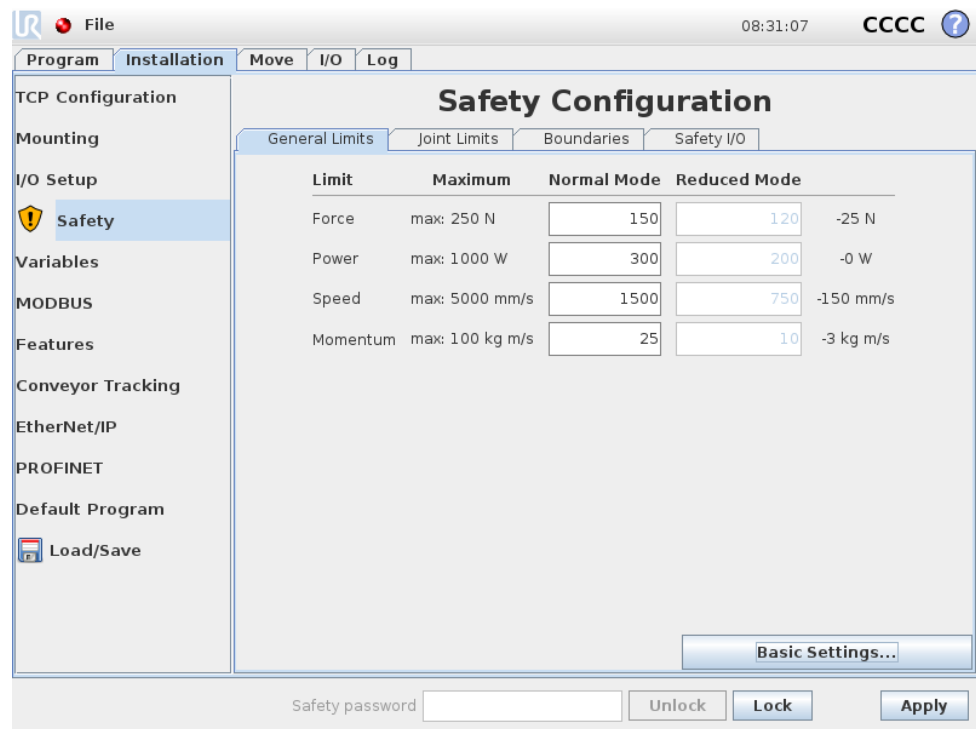 UR File 08:31:07 CCCC ?
Program Installation Move I/O Log
TCP Configuration
Mounting
I/O Setup
! Safety
Variables
MODBUS
Features
Conveyor Tracking
EtherNet/IP
PROFINET
Default Program
Load/Save
Safety Configuration
General Limits Joint Limits Boundaries Safety I/O
Limit Maximum Normal Mode Reduced Mode
Force max: 250 N 150 120 -25 N
Power max: 1000 W 300 200 -0 W
Speed max: 5000 mm/s 1500 750 -150 mm/s
Momentum max: 100 kg m/s 25 10 -3 kg m/s
Basic Settings...
Safety password Unlock Lock Apply